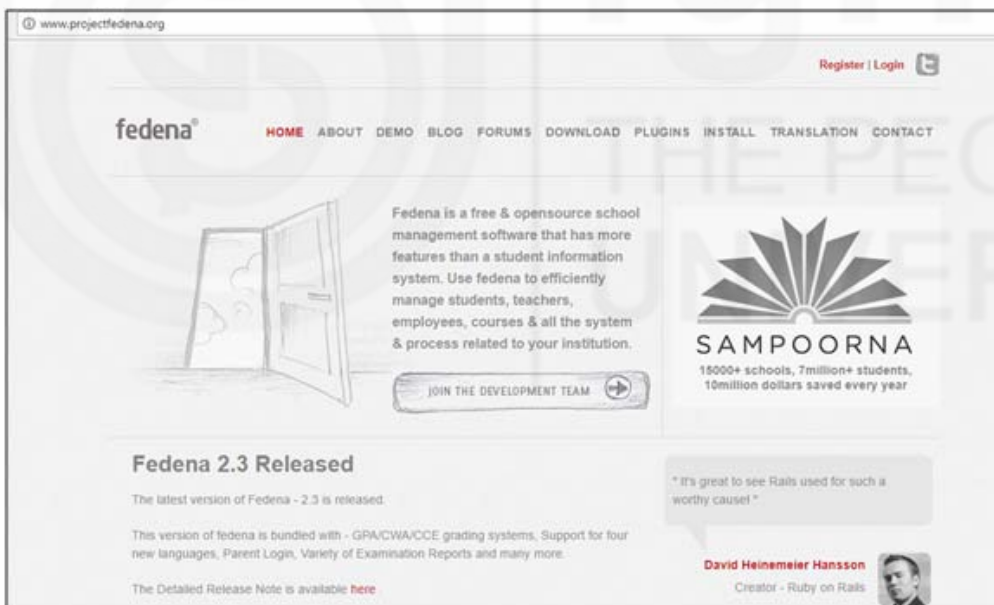 www.projectfedena.org
Register | Login
fedena®
HOME ABOUT DEMO BLOG FORUMS DOWNLOAD PLUGINS INSTALL TRANSLATION CONTACT
Fedena is a free & opensource school
management software that has more
features than a student information
system. Use fedena to efficiently
manage students, teachers,
employees, courses & all the system
& process related to your institution.
JOIN THE DEVELOPMENT TEAM
SAMPOORNA
15000+ schools, 7million+ students,
10million dollars saved every year
Fedena 2.3 Released
The latest version of Fedena - 2.3 is released.
This version of fedena is bundled with - GPA/CWA/CCE grading systems, Support for four
new languages, Parent Login, Variety of Examination Reports and many more.
The Detailed Release Note is available here
" It's great to see Rails used for such a
worthy cause! "
David Heinemeier Hansson
Creator - Ruby on Rails
THE PEO
UNIVER